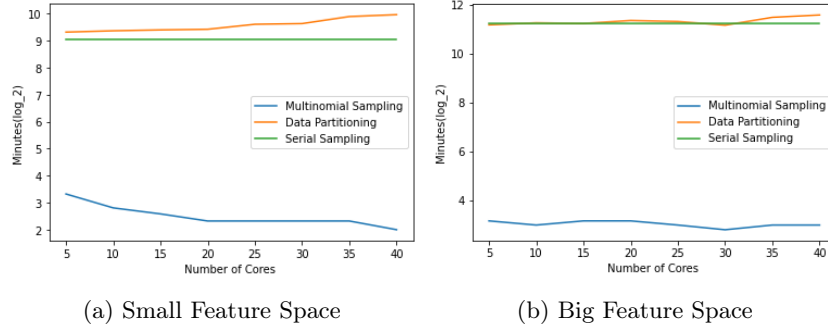 10
9
8
7
6
5
4
3
2
Minutes(log_2)
Multinomial Sampling
Data Partitioning
Serial Sampling
5 10 15 20 25 30 35 40
Number of Cores
(a) Small Feature Space
12
10
8
6
4
Minutes(log_2)
Multinomial Sampling
Data Partitioning
Serial Sampling
5 10 15 20 25 30 35 40
Number of Cores
(b) Big Feature Space